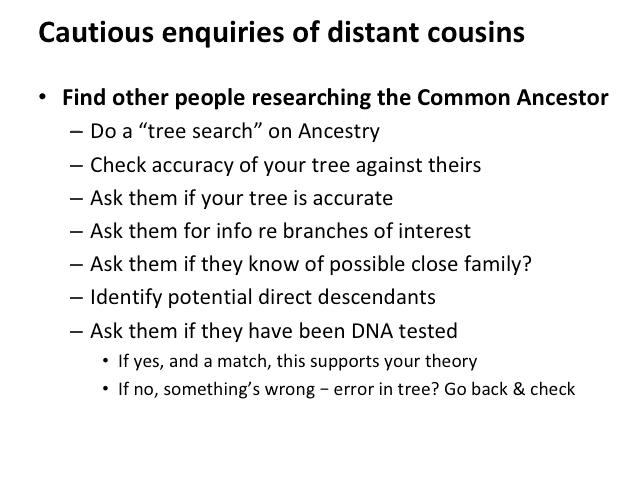 Cautious enquiries of distant cousins
• Find other people researching the Common Ancestor
– Do a “tree search” on Ancestry
– Check accuracy of your tree against theirs
– Ask them if your tree is accurate
– Ask them for info re branches of interest
– Ask them if they know of possible close family?
– Identify potential direct descendants
– Ask them if they have been DNA tested
• If yes, and a match, this supports your theory
• If no, something’s wrong – error in tree? Go back & check